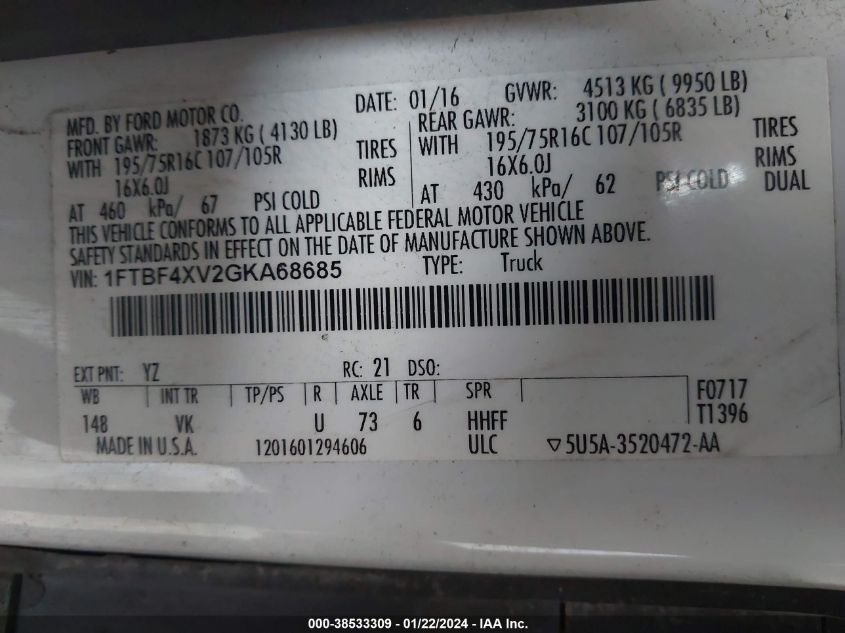 MFD. BY FORD MOTOR CO. DATE: 01/16 GVWR: 4513 KG ( 9950 LB)
FRONT GAWR: 1873 KG ( 4130 LB) REAR GAWR: 3100 KG ( 6835 LB)
WITH 195/75R16C 107/105R TIRES WITH 195/75R16C 107/105R TIRES
16X6.0J RIMS 16X6.0J RIMS
AT 460 kPa/ 67 PSI COLD AT 430 kPa/ 62 PSI COLD DUAL
THIS VEHICLE CONFORMS TO ALL APPLICABLE FEDERAL MOTOR VEHICLE
SAFETY STANDARDS IN EFFECT ON THE DATE OF MANUFACTURE SHOWN ABOVE.
VIN: 1FTBF4XV2GKA68685 TYPE: Truck
EXT PNT: YZ RC: 21 DSO:
WB INT TR TP/PS R AXLE TR SPR F0717
148 VK U 73 6 HHFF T1396
MADE IN U.S.A. 1201601294606 ULC ▽5U5A-3520472-AA
000-38533309 - 01/22/2024 - IAA Inc.